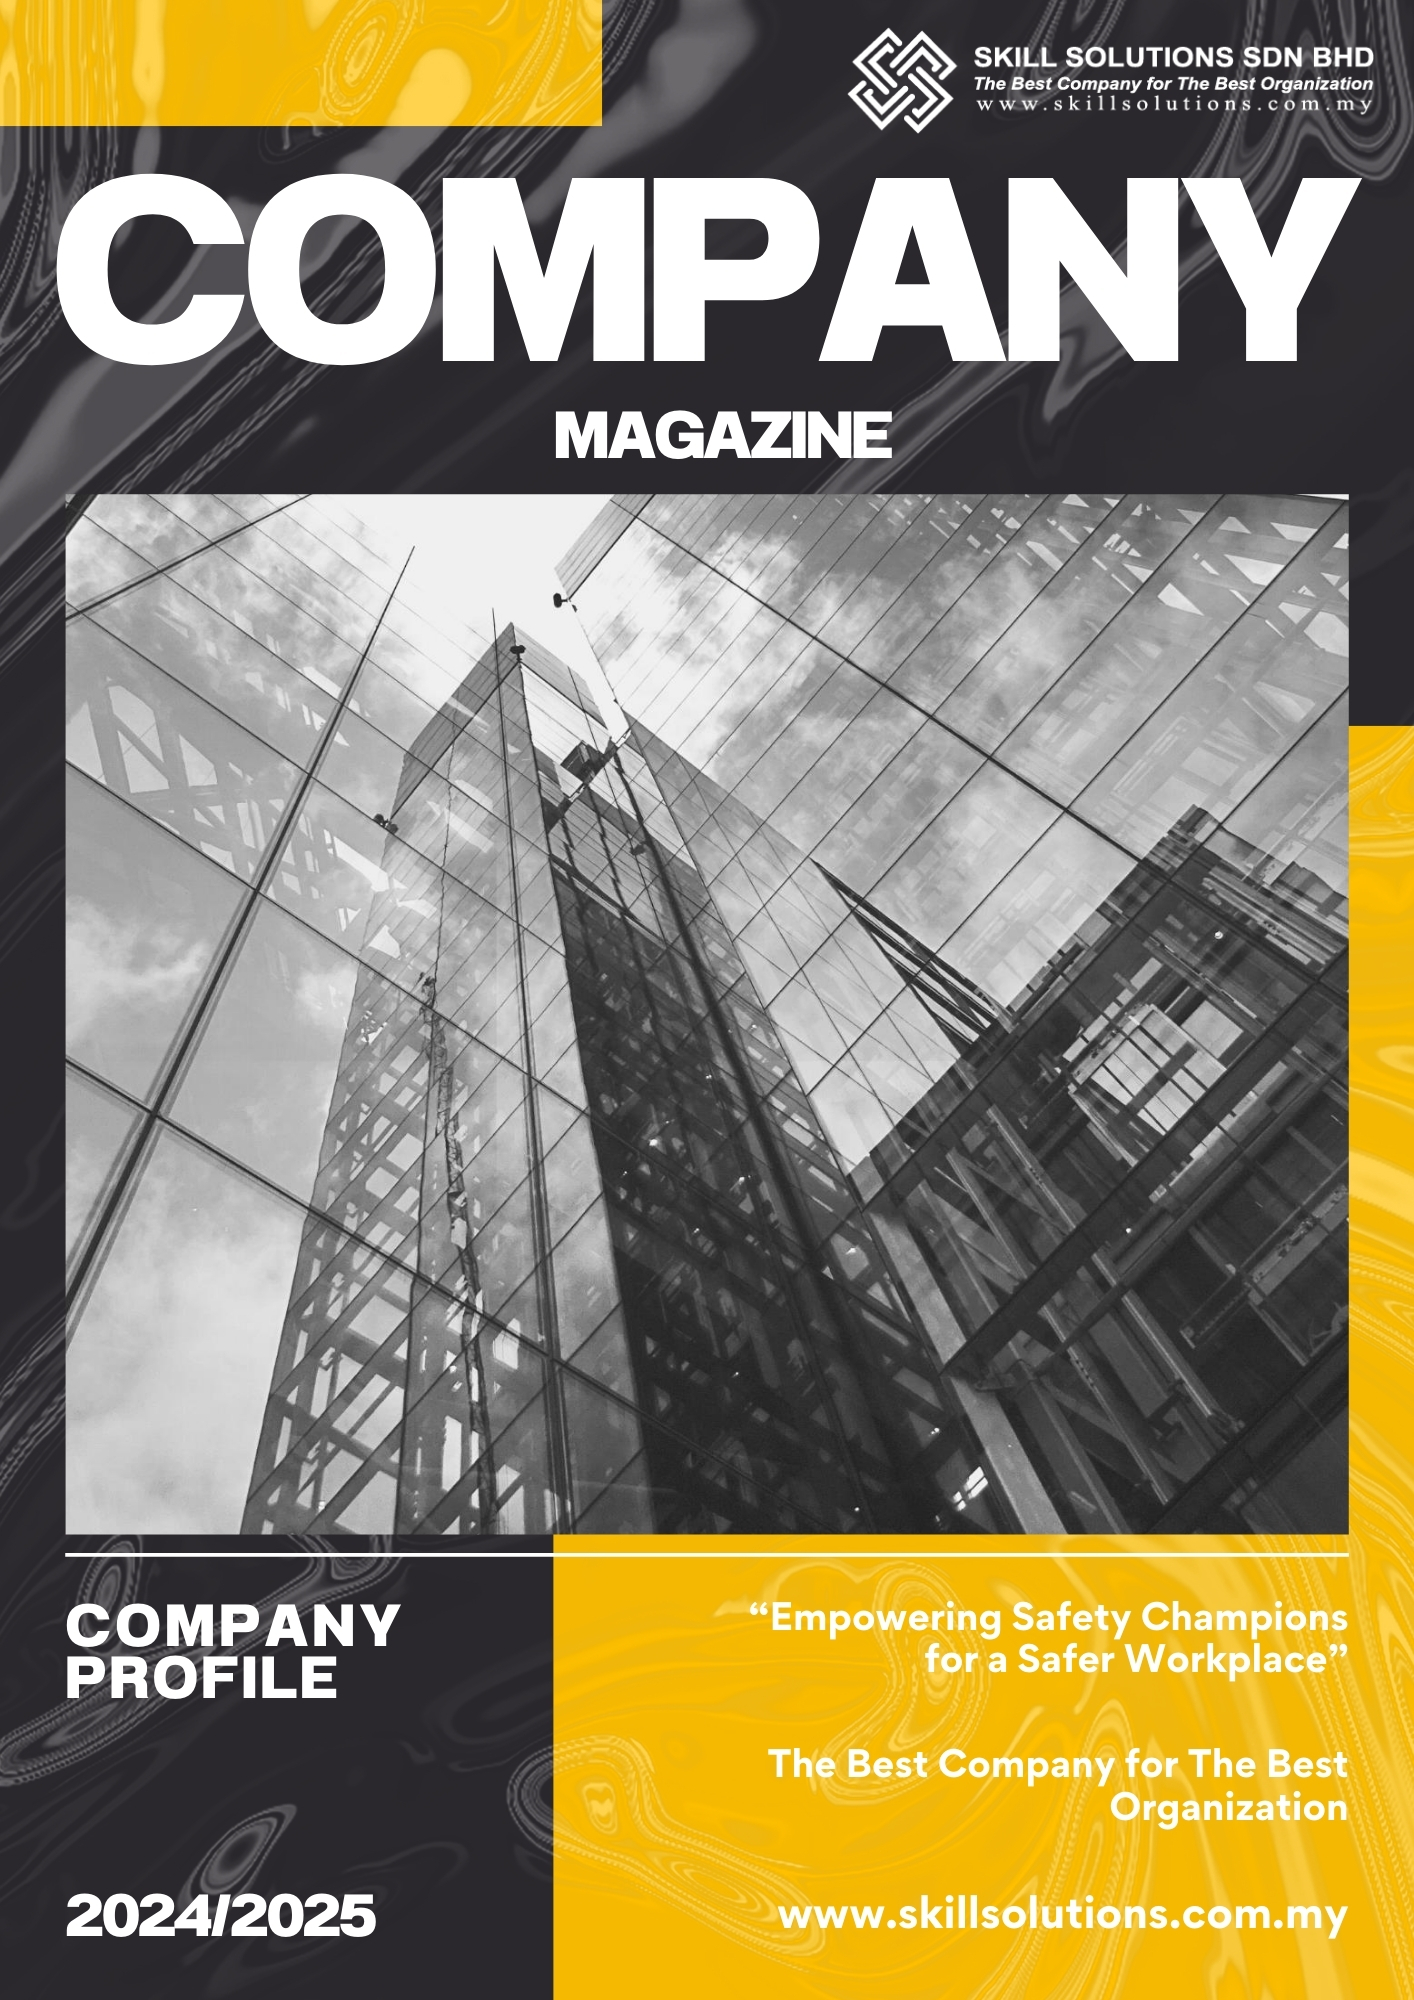 SKILL SOLUTIONS SDN BHD
The Best Company for The Best Organization
www.skillsolutions.com.my
COMPANY
MAGAZINE
COMPANY
PROFILE
2024/2025
“Empowering Safety Champions
for a Safer Workplace”
The Best Company for The Best
Organization
www.skillsolutions.com.my